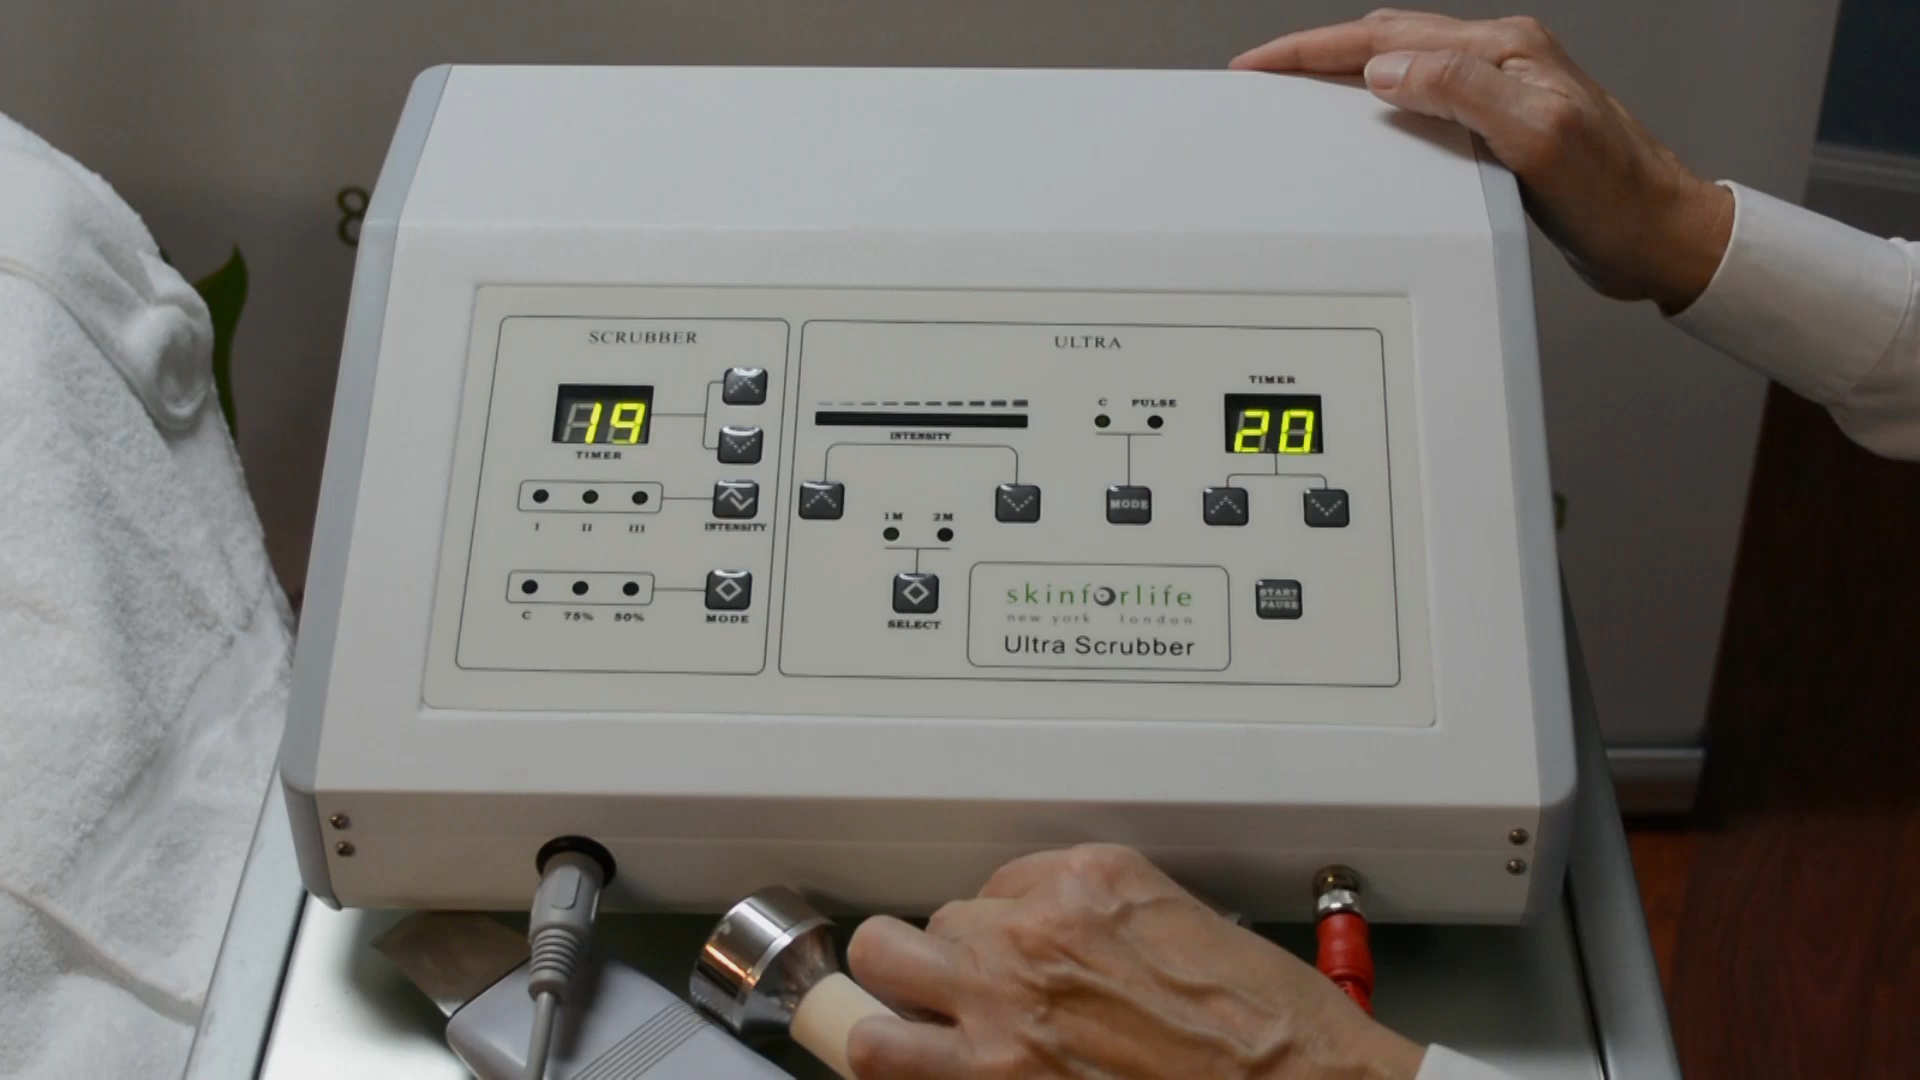 8
SCRUBBER
19
TIMER
I II III
INTENSITY
C 75% 50%
MODE
ULTRA
INTENSITY
1M 2M
SELECT
C PULSE
MODE
TIMER
20
START
PAUSE
skinforlife
new york london
Ultra Scrubber